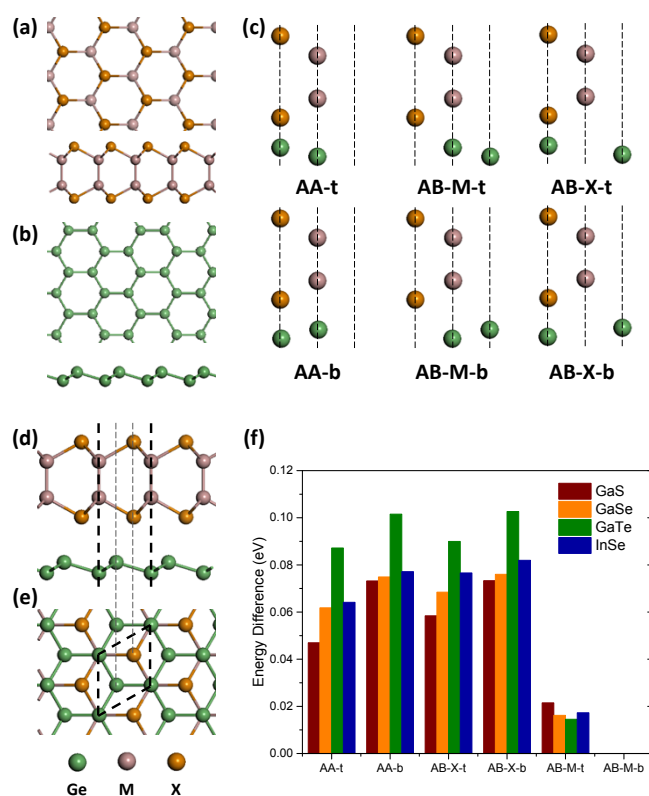 (a)
(b)
(c)
AA-t AB-M-t AB-X-t
AA-b AB-M-b AB-X-b
(d)
(e)
Ge M X
(f)
Energy Difference (eV)
0.12
0.10
0.08
0.06
0.04
0.02
0.00
GaS
GaSe
GaTe
InSe
AA-t AA-b AB-X-t AB-X-b AB-M-t AB-M-b